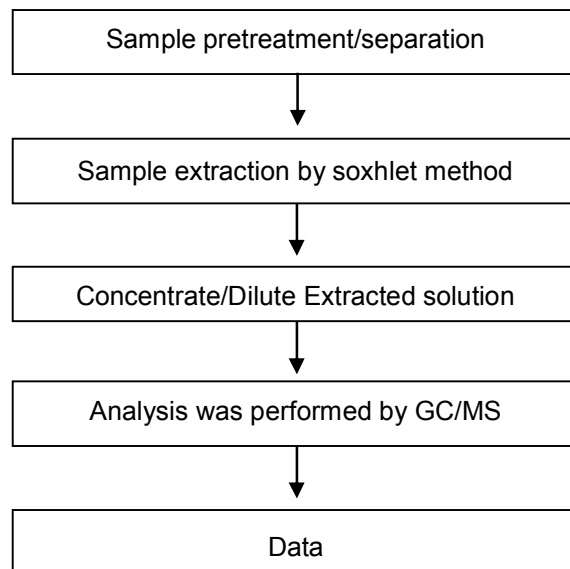 Sample pretreatment/separation
Sample extraction by soxhlet method
Concentrate/Dilute Extracted solution
Analysis was performed by GC/MS
Data